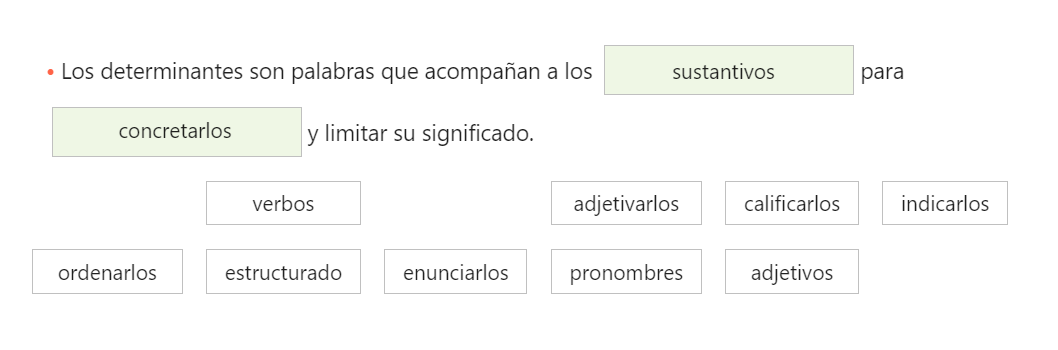 • Los determinantes son palabras que acompañan a los sustantivos para
concretarlos y limitar su significado.
verbos adjetivarlos calificarlos indicarlos
ordenarlos estructurado enunciarlos pronombres adjetivos